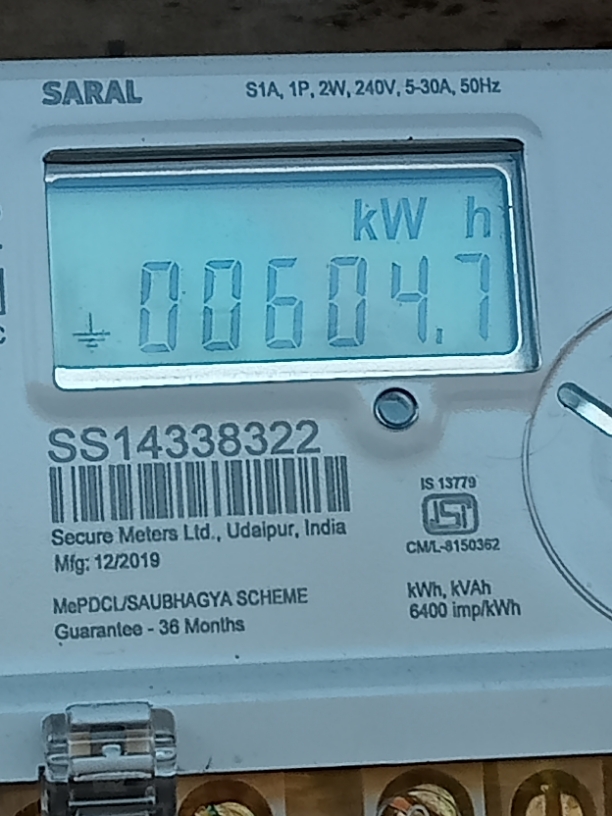 SARAL
S1A, 1P, 2W, 240V, 5-30A, 50Hz
kW h
00604.7
SS14338322
Secure Meters Ltd., Udaipur, India
Mfg: 12/2019
MePDCL/SAUBHAGYA SCHEME
Guarantee - 36 Months
IS 13779
ISI
CM/L-8150362
kWh, kVAh
6400 imp/kWh